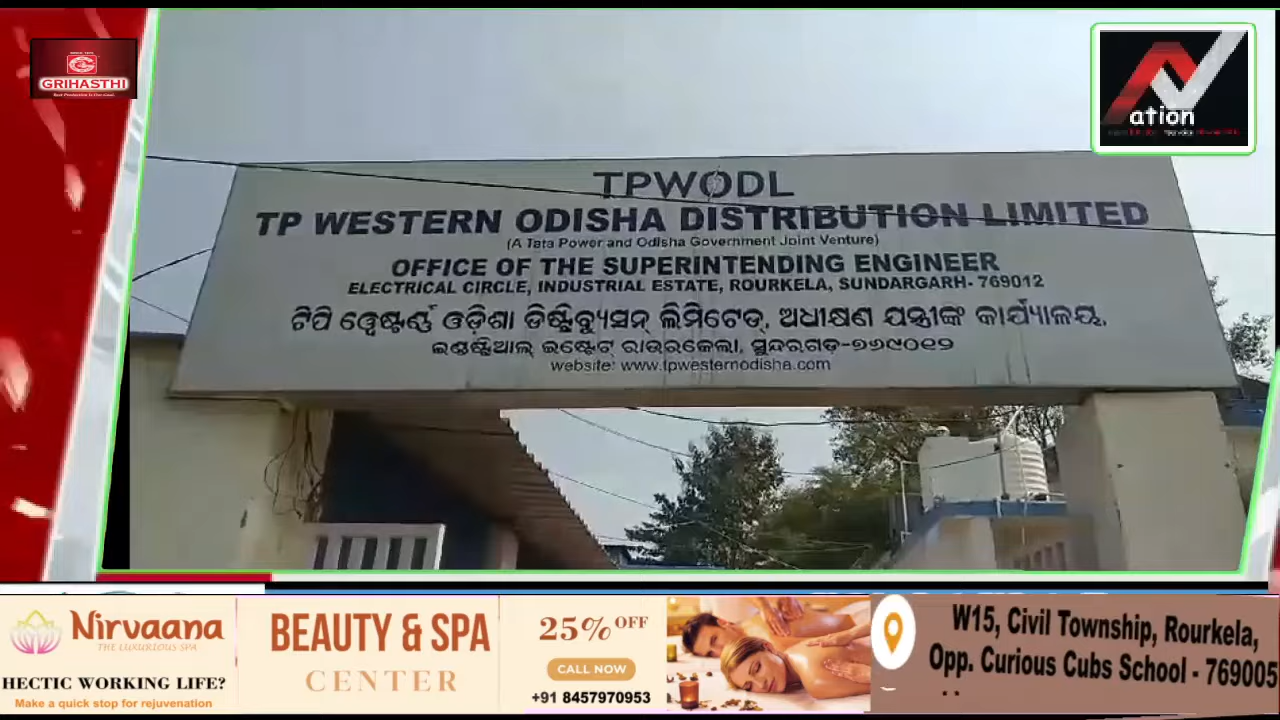 GRIHASTHI
ation
TPWODL
TP WESTERN ODISHA DISTRIBUTION LIMITED
(A Tata Power and Odisha Government Joint Venture)
OFFICE OF THE SUPERINTENDING ENGINEER
ELECTRICAL CIRCLE, INDUSTRIAL ESTATE, ROURKELA, SUNDARGARH- 769012
ଟିପି ୱେଷ୍ଟର୍ଣ୍ଣ ଓଡ଼ିଶା ଡିଷ୍ଟ୍ରିବ୍ୟୁସନ୍ ଲିମିଟେଡ୍, ଅଧୀକ୍ଷଣ ଯନ୍ତ୍ରୀଙ୍କ କାର୍ଯ୍ୟାଳୟ,
ଇଣ୍ଡଷ୍ଟ୍ରିଆଲ୍ ଇଷ୍ଟେଟ୍ ରାଉରକେଲା, ସୁନ୍ଦରଗଡ଼-୭୬୯୦୧୨
website: www.tpwesternodisha.com
Nirvaana
THE LUXURIOUS SPA
HECTIC WORKING LIFE?
Make a quick stop for rejuvenation
BEAUTY & SPA
CENTER
25% OFF
CALL NOW
+91 8457970953
W15, Civil Township, Rourkela,
Opp. Curious Cubs School - 769005